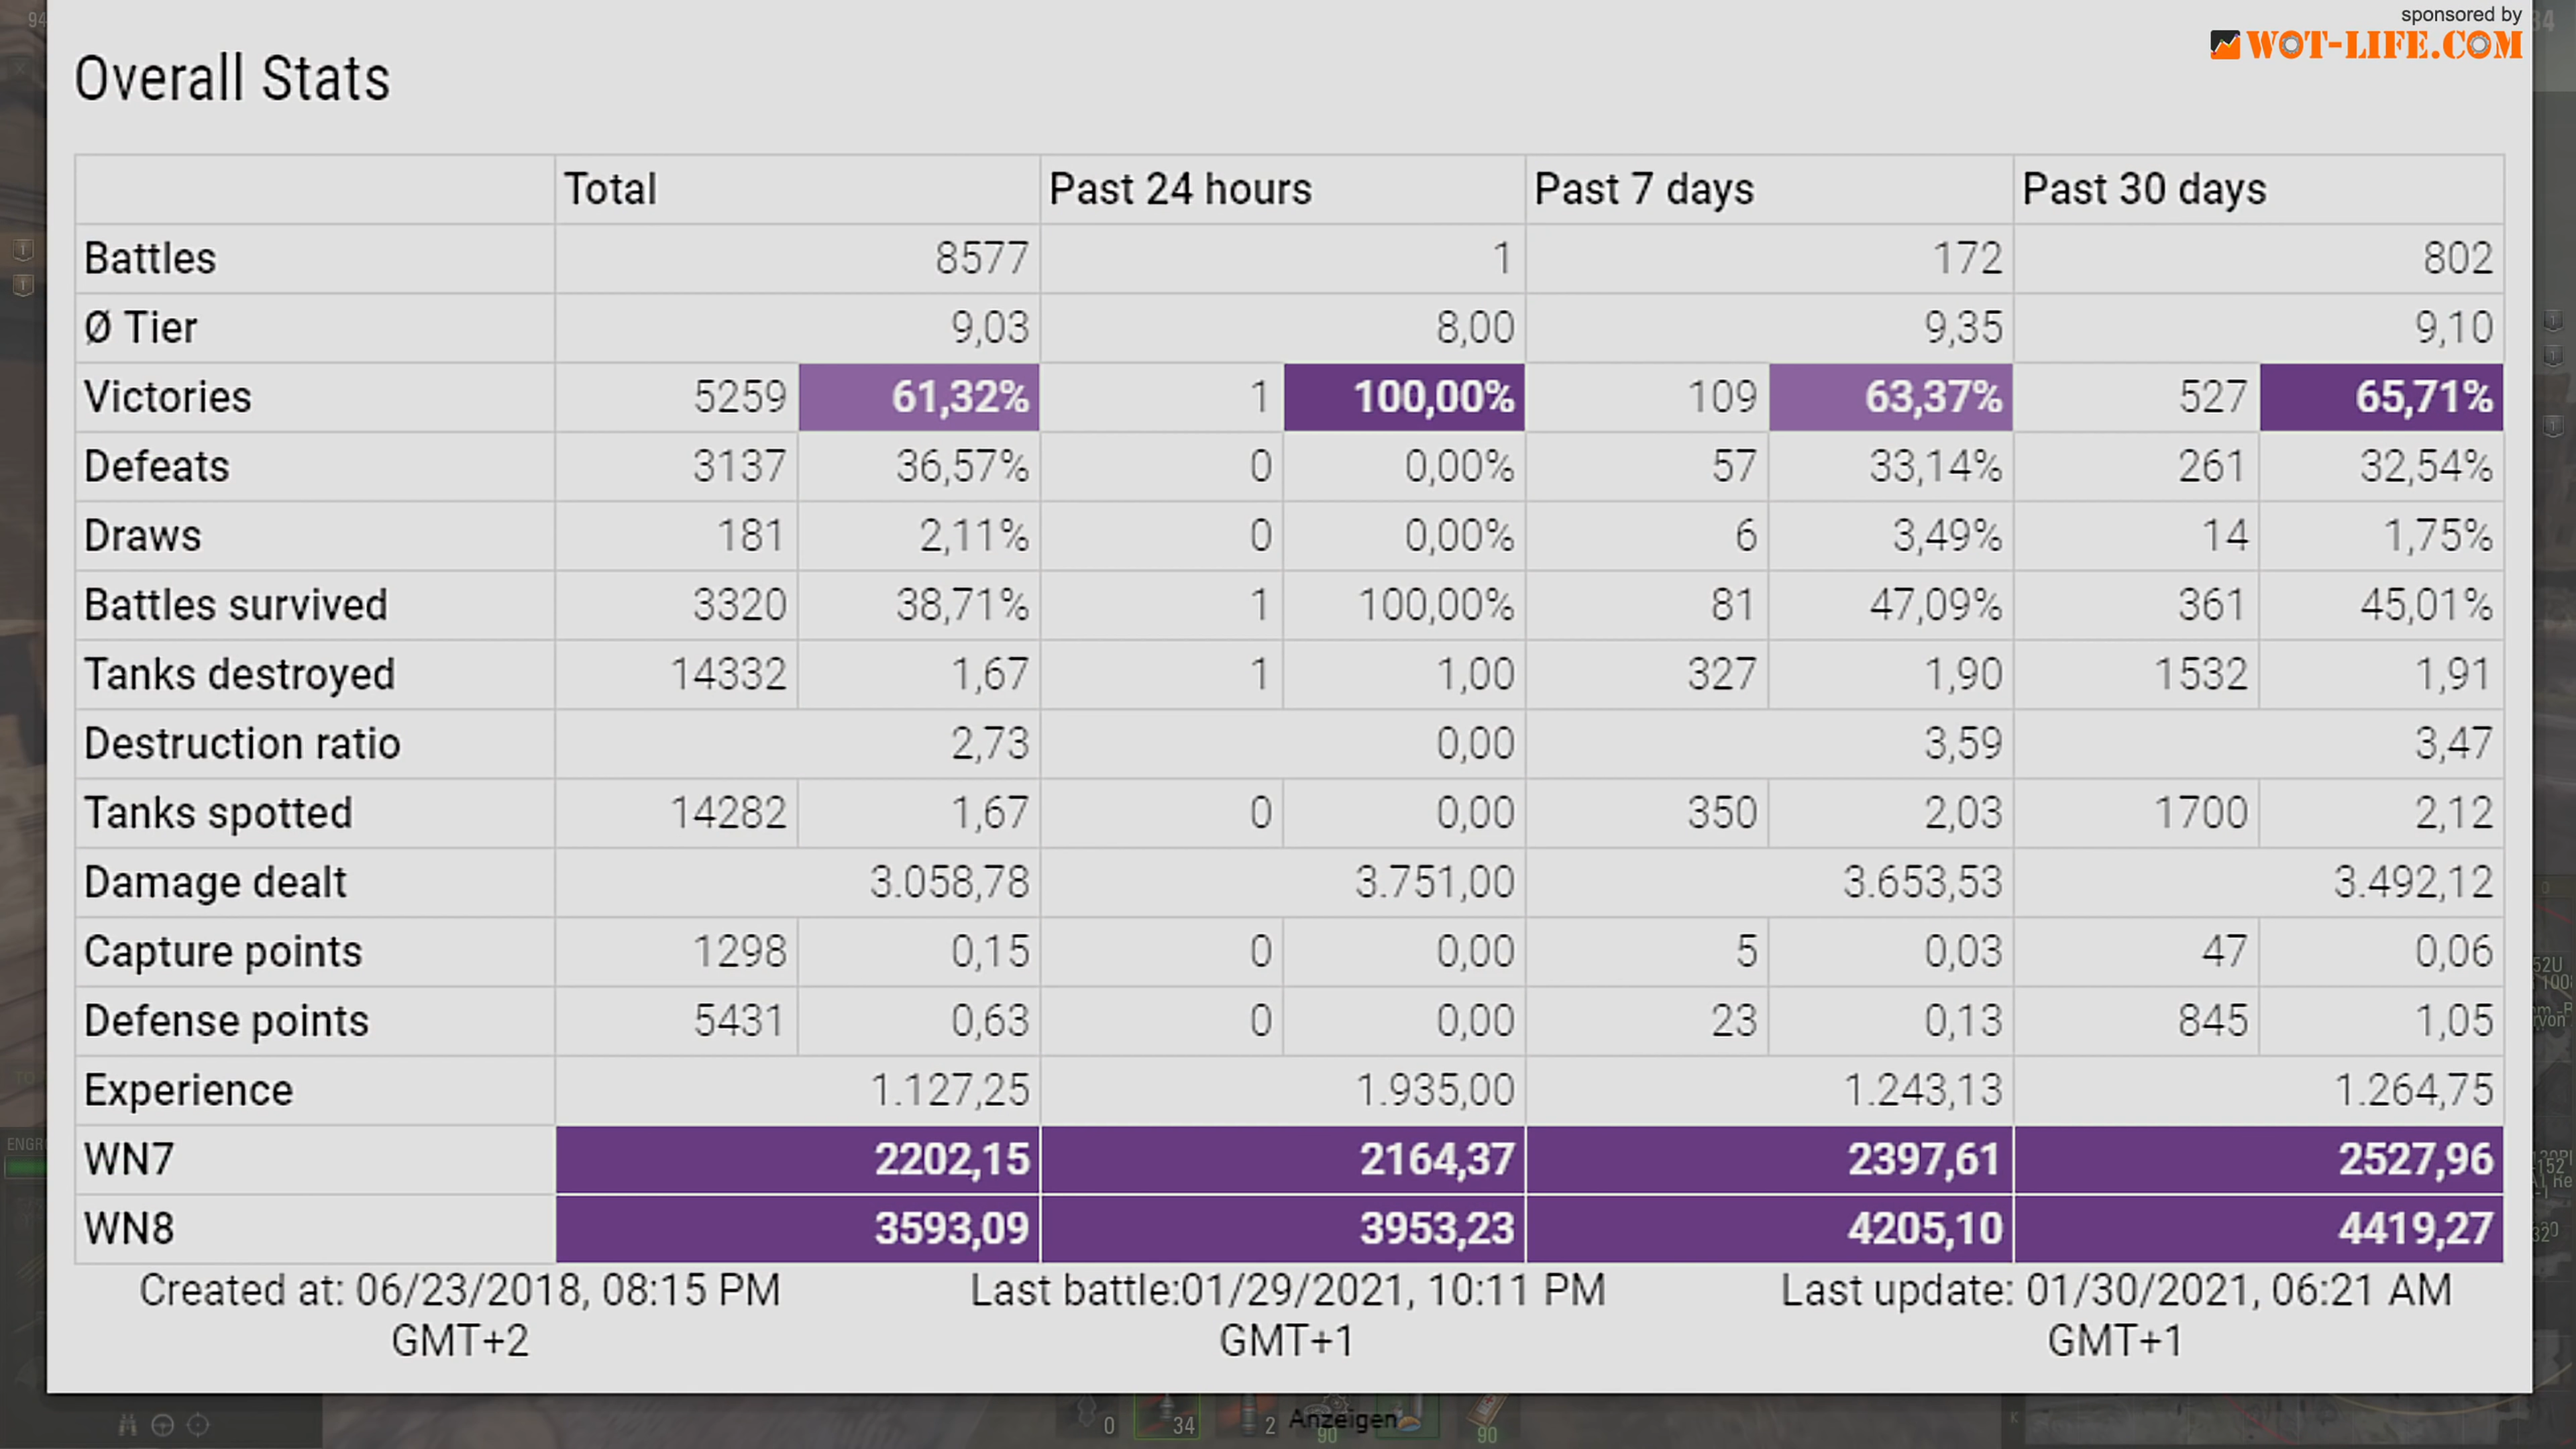 sponsored by
WOT-LIFE.COM
Overall Stats
Total Past 24 hours Past 7 days Past 30 days
Battles 8577 1 172 802
Ø Tier 9,03 8,00 9,35 9,10
Victories 5259 61,32% 1 100,00% 109 63,37% 527 65,71%
Defeats 3137 36,57% 0 0,00% 57 33,14% 261 32,54%
Draws 181 2,11% 0 0,00% 6 3,49% 14 1,75%
Battles survived 3320 38,71% 1 100,00% 81 47,09% 361 45,01%
Tanks destroyed 14332 1,67 1 1,00 327 1,90 1532 1,91
Destruction ratio 2,73 0,00 3,59 3,47
Tanks spotted 14282 1,67 0 0,00 350 2,03 1700 2,12
Damage dealt 3.058,78 3.751,00 3.653,53 3.492,12
Capture points 1298 0,15 0 0,00 5 0,03 47 0,06
Defense points 5431 0,63 0 0,00 23 0,13 845 1,05
Experience 1.127,25 1.935,00 1.243,13 1.264,75
WN7 2202,15 2164,37 2397,61 2527,96
WN8 3593,09 3953,23 4205,10 4419,27
Created at: 06/23/2018, 08:15 PM
GMT+2
Last battle:01/29/2021, 10:11 PM
GMT+1
Last update: 01/30/2021, 06:21 AM
GMT+1
0 34 2 Anzeigen
90 90